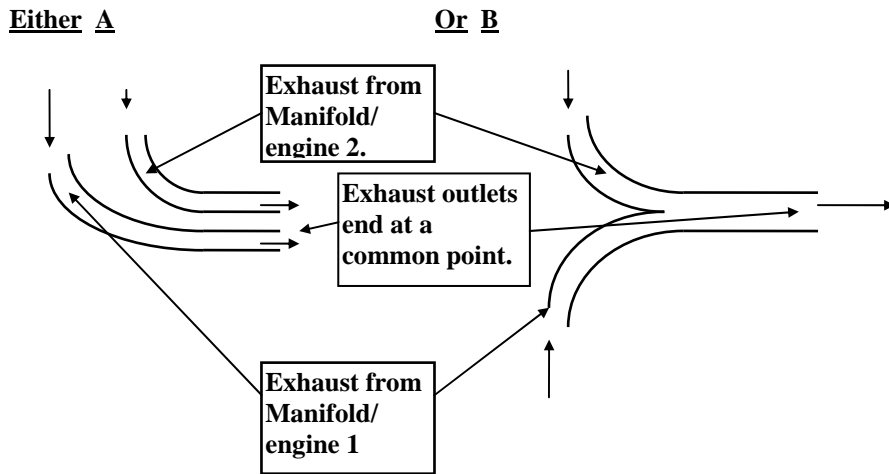 Either A
Or B
Exhaust from
Manifold/
engine 2.
Exhaust outlets
end at a
common point.
Exhaust from
Manifold/
engine 1